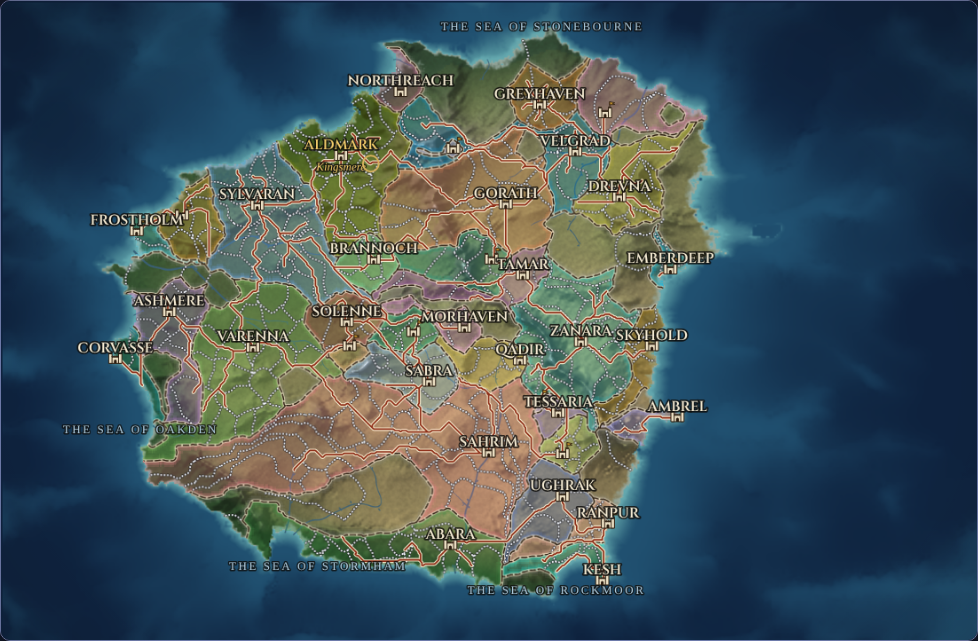 THE SEA OF STONEBOURNE
NORTHREACH
GREYHAVEN
ALDMARK
VELGRAD
SYLVARAN
GORATH
DREVNA
FROSTHOLM
BRANNOCH
TAMAR
EMBERDEEP
ASHMERE
SOLENNE
MORHAVEN
VARENNA
ZANARA
SKYHOLD
CORVASSE
QADIR
SABRA
TESSARIA
AMBREL
THE SEA OF OAKDEN
SAHRIM
UGHRAK
RANPUR
ABARA
THE SEA OF STORMHAM
KESH
THE SEA OF ROCKMOOR